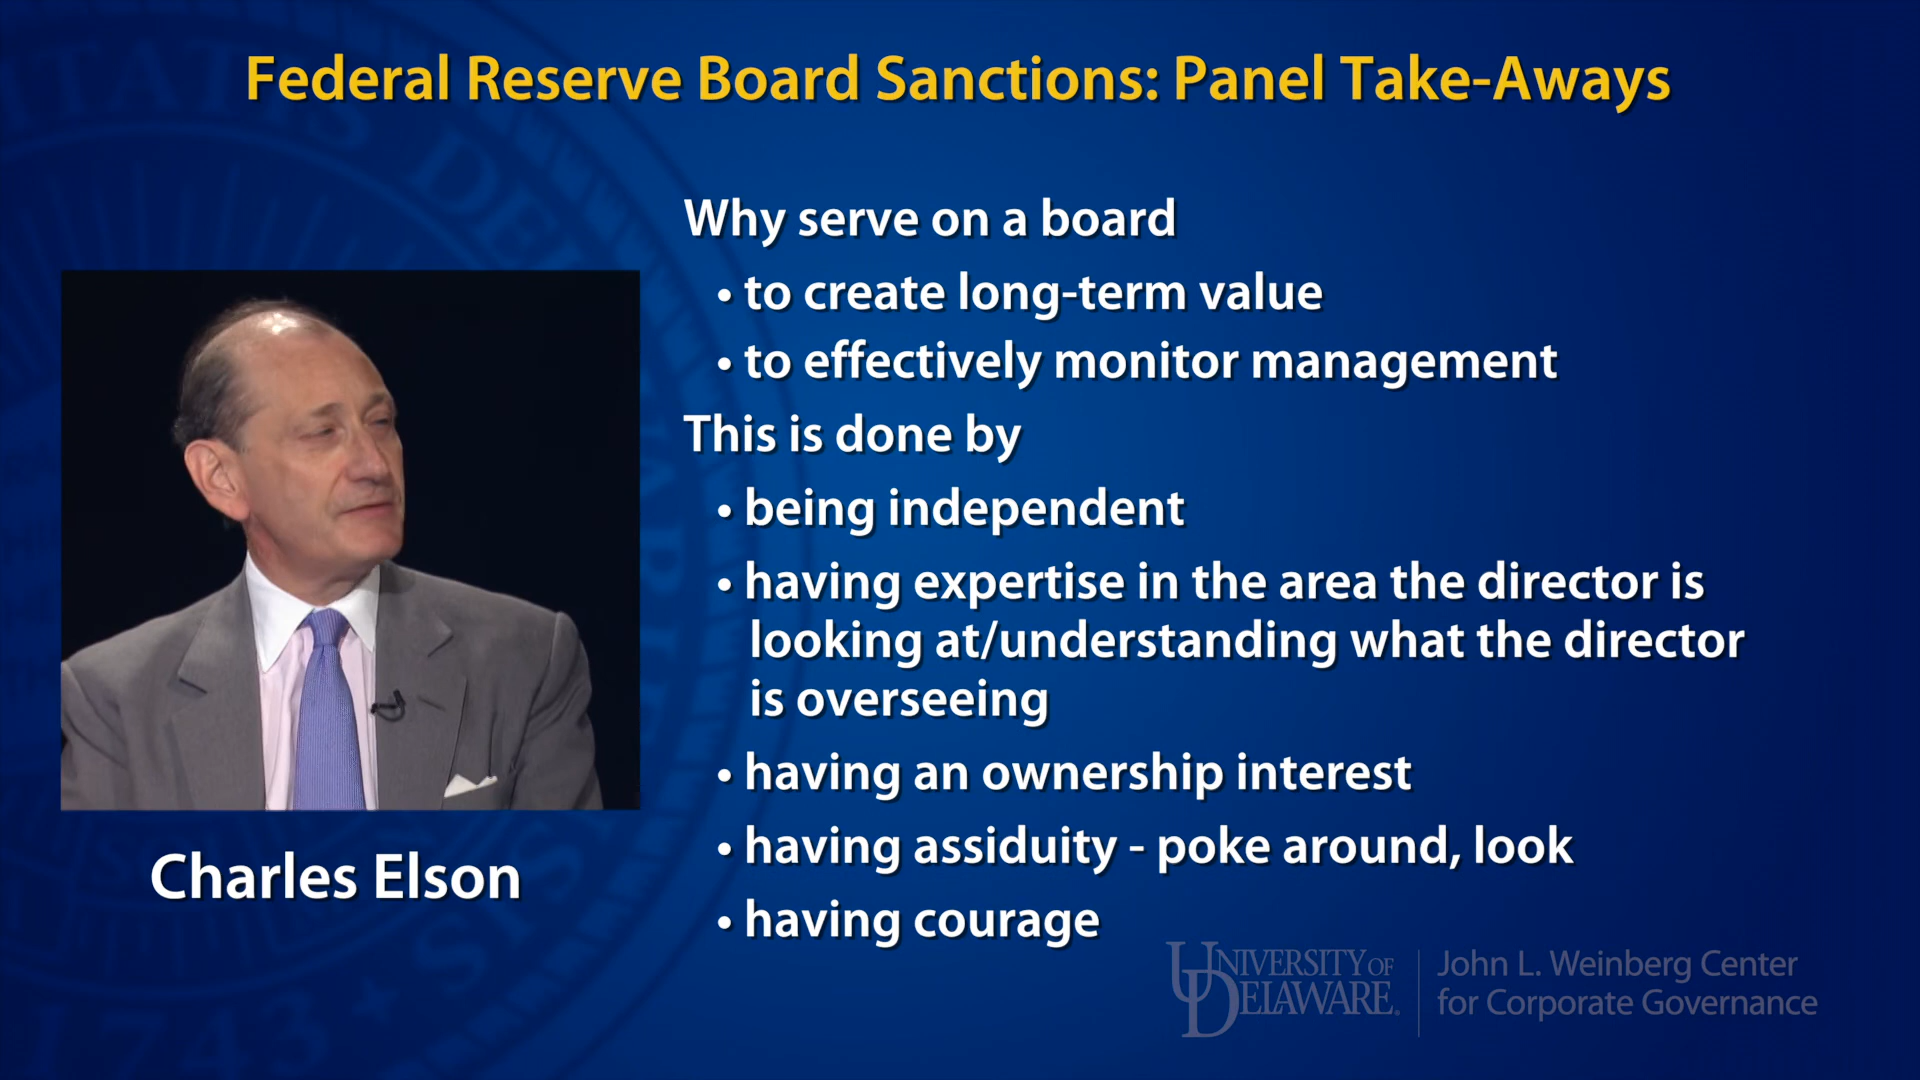 Federal Reserve Board Sanctions: Panel Take-Aways
Why serve on a board
• to create long-term value
• to effectively monitor management
This is done by
• being independent
• having expertise in the area the director is
looking at/understanding what the director
is overseeing
• having an ownership interest
• having assiduity - poke around, look
• having courage
Charles Elson
UNIVERSITY OF
DELAWARE.
John L. Weinberg Center
for Corporate Governance
1743